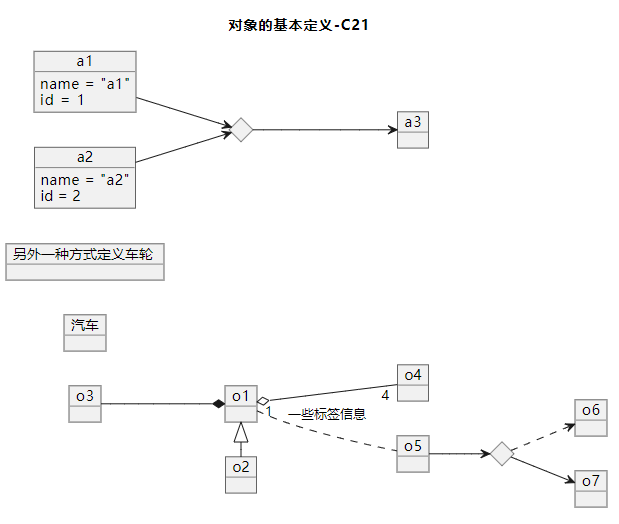 对象的基本定义-C21
a1
name = "a1"
id = 1
a3
a2
name = "a2"
id = 2
另外一种方式定义车轮
汽车
o3
o1
o4
1
4
一些标签信息
o6
o5
o2
o7